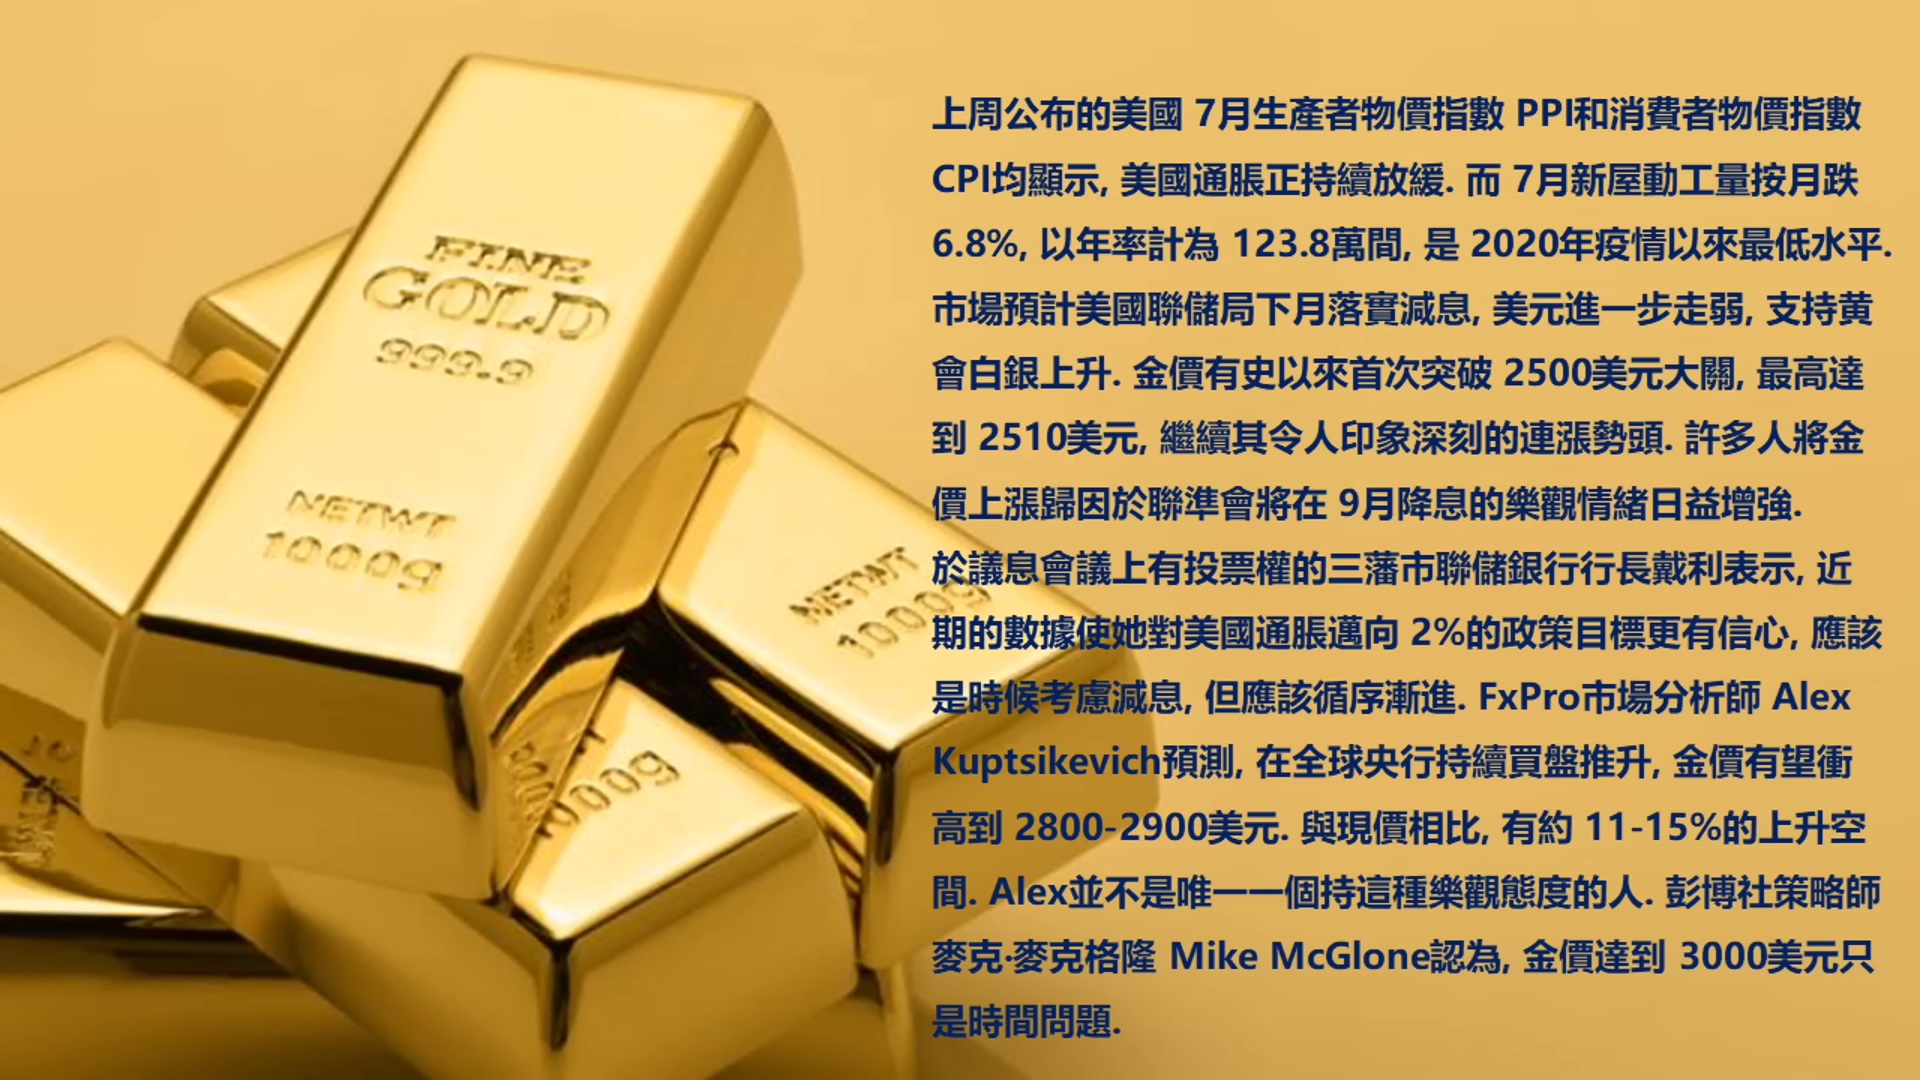 FINE
GOLD
999.9
NETWT
1000g
NETWT
1000g
1000g
上周公布的美國 7月生產者物價指數 PPI和消費者物價指數
CPI均顯示, 美國通脹正持續放緩. 而 7月新屋動工量按月跌
6.8%, 以年率計為 123.8萬間, 是 2020年疫情以來最低水平.
市場預計美國聯儲局下月落實減息, 美元進一步走弱, 支持黄
會白銀上升. 金價有史以來首次突破 2500美元大關, 最高達
到 2510美元, 繼續其令人印象深刻的連漲勢頭. 許多人將金
價上漲歸因於聯準會將在 9月降息的樂觀情緒日益增強.
於議息會議上有投票權的三藩市聯儲銀行行長戴利表示, 近
期的數據使她對美國通脹邁向 2%的政策目標更有信心, 應該
是時候考慮減息, 但應該循序漸進. FxPro市場分析師 Alex
Kuptsikevich預測, 在全球央行持續買盤推升, 金價有望衝
高到 2800-2900美元. 與現價相比, 有約 11-15%的上升空
間. Alex並不是唯一一個持這種樂觀態度的人. 彭博社策略師
麥克·麥克格隆 Mike McGlone認為, 金價達到 3000美元只
是時間問題.